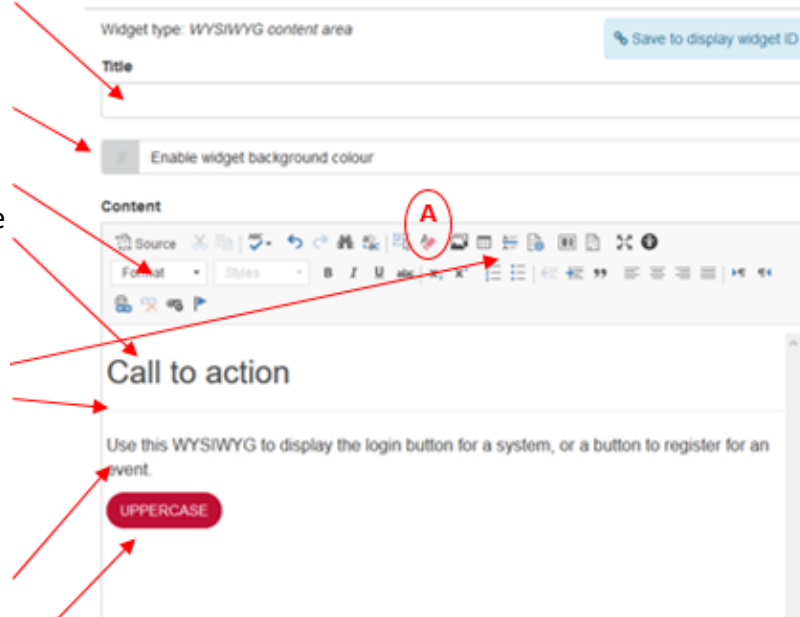 Widget type: WYSIWYG content area
Save to display widget ID
Title
X Enable widget background colour
e
Content
A
Source
Format Styles B I U abc x, x'
Call to action
Use this WYSIWYG to display the login button for a system, or a button to register for an
event.
UPPERCASE